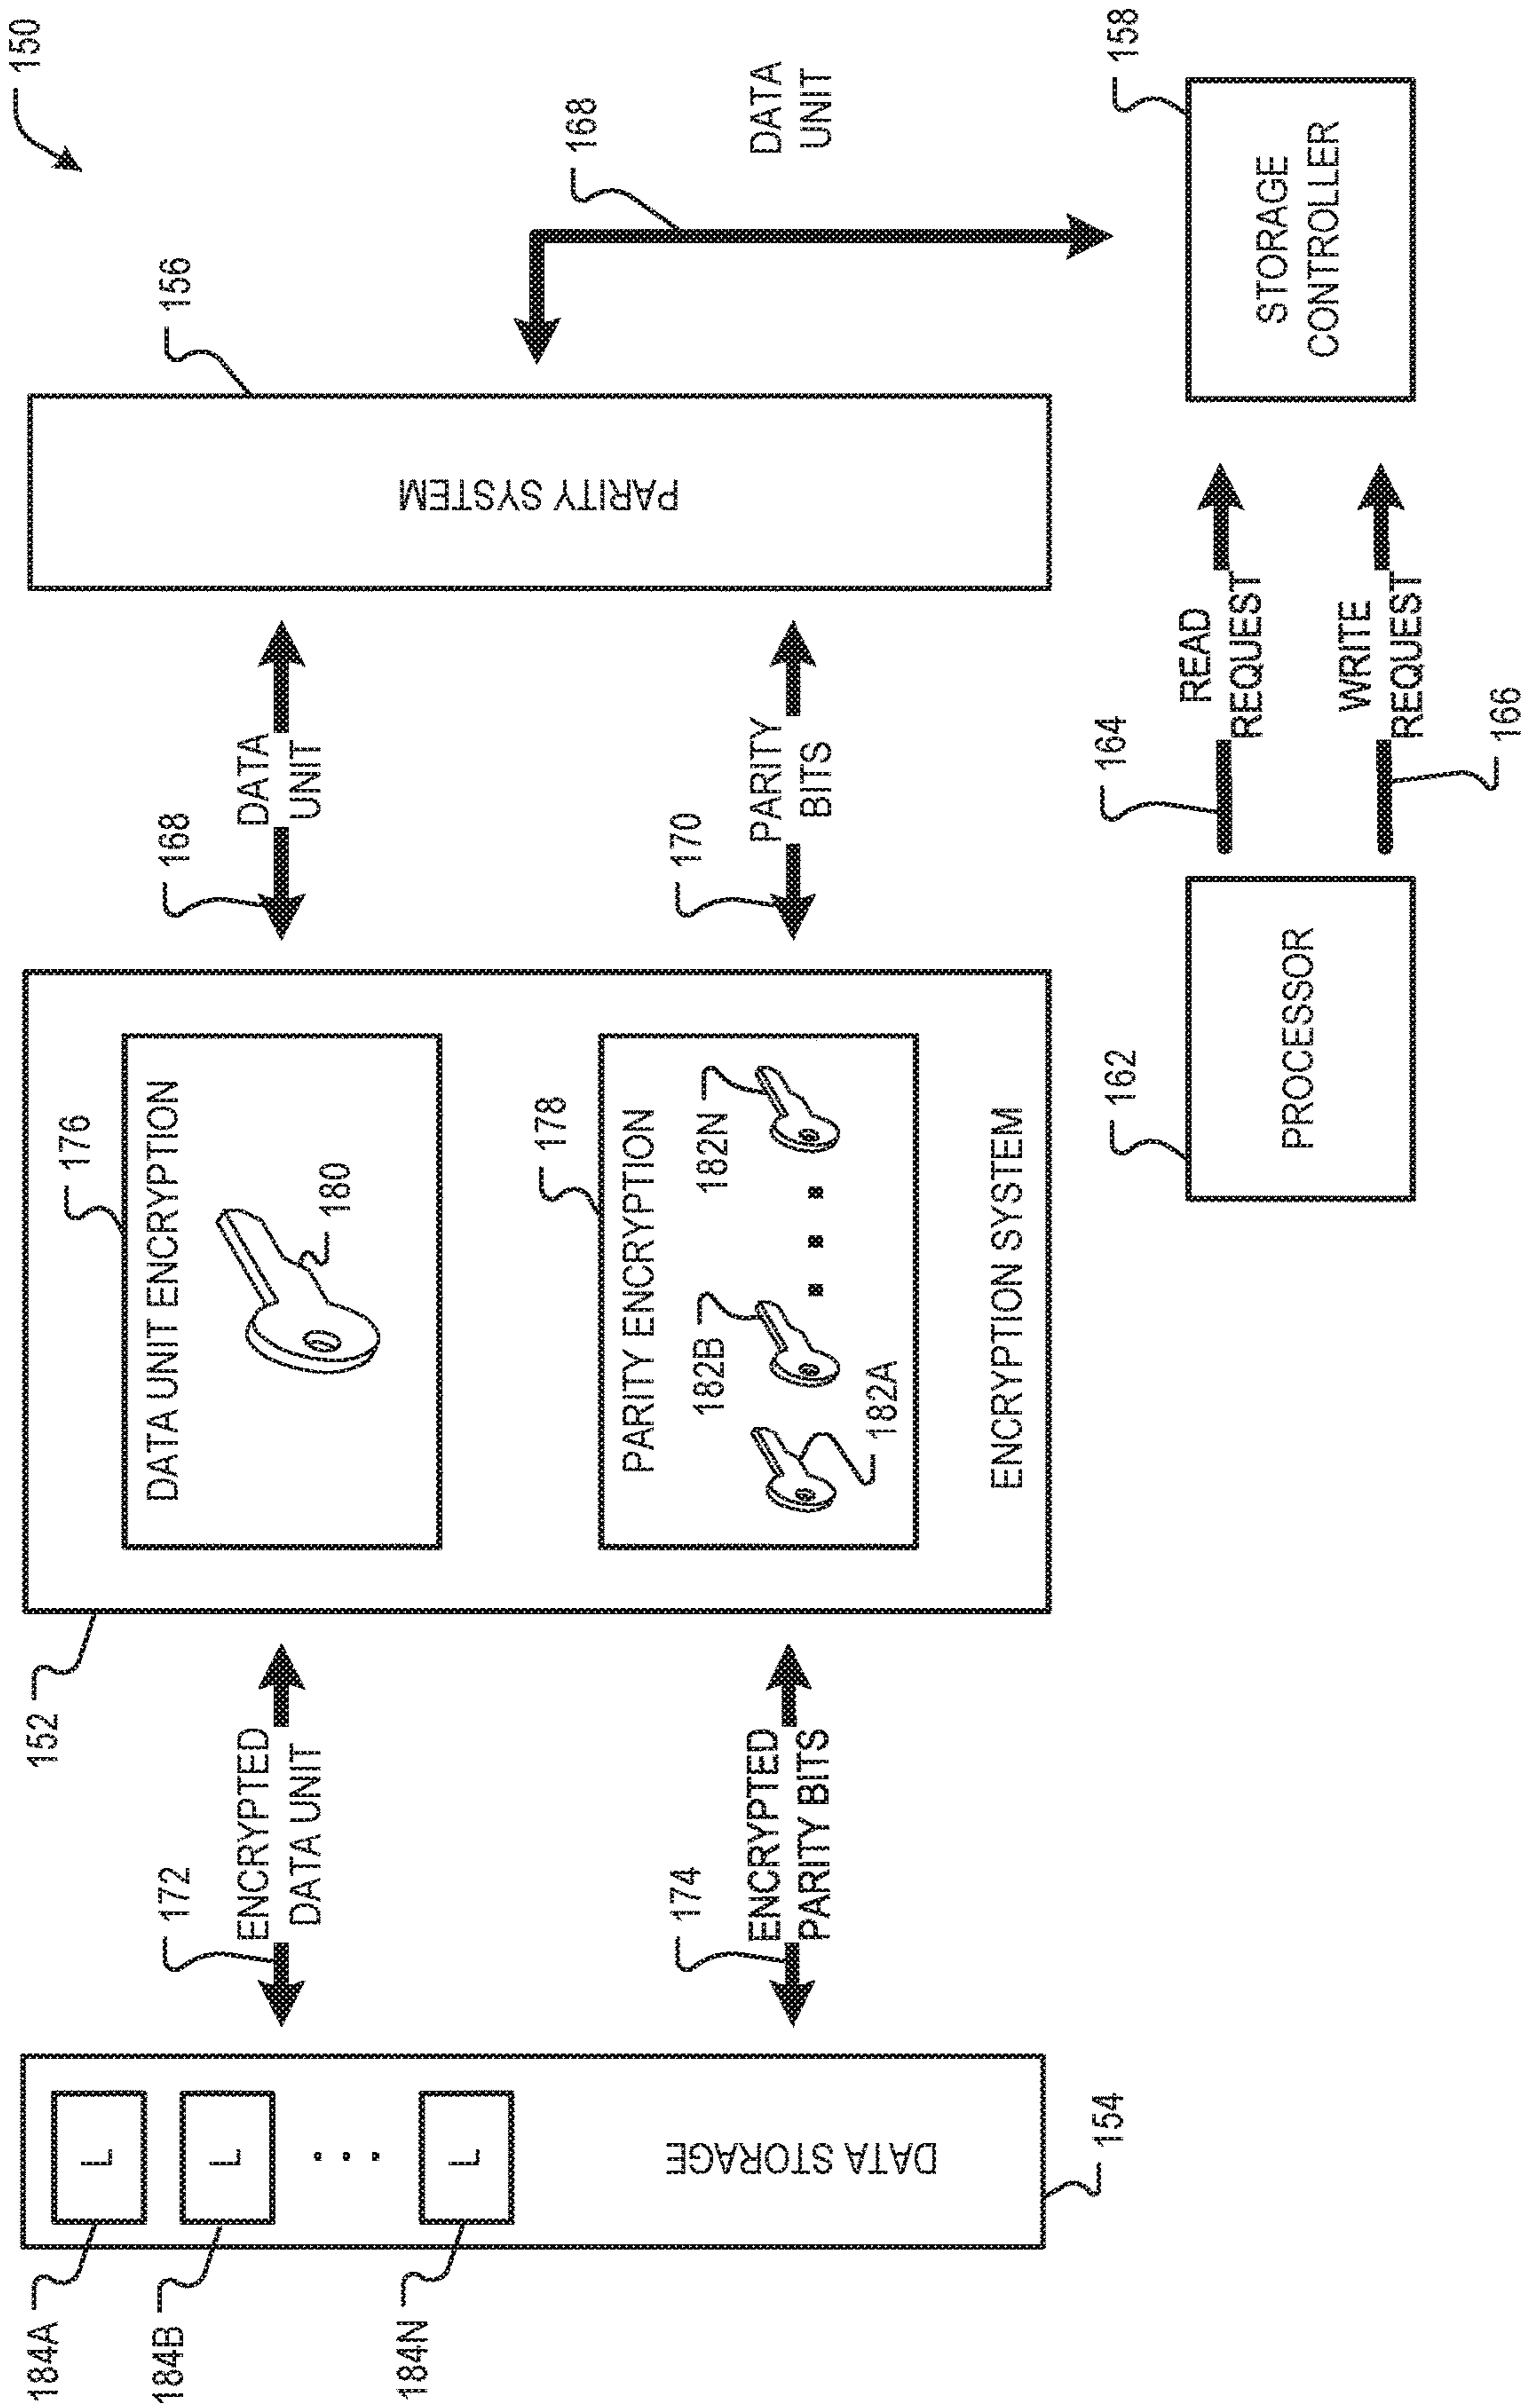 150
184A
184B
184N
L
L
L
DATA STORAGE
154
172
ENCRYPTED
DATA UNIT
174
ENCRYPTED
PARITY BITS
152
176
DATA UNIT ENCRYPTION
180
178
PARITY ENCRYPTION
182A
182B
182N
ENCRYPTION SYSTEM
168
DATA
UNIT
170
PARITY
BITS
156
PARITY SYSTEM
168
DATA
UNIT
162
PROCESSOR
164
READ
REQUEST
WRITE
REQUEST
166
158
STORAGE
CONTROLLER